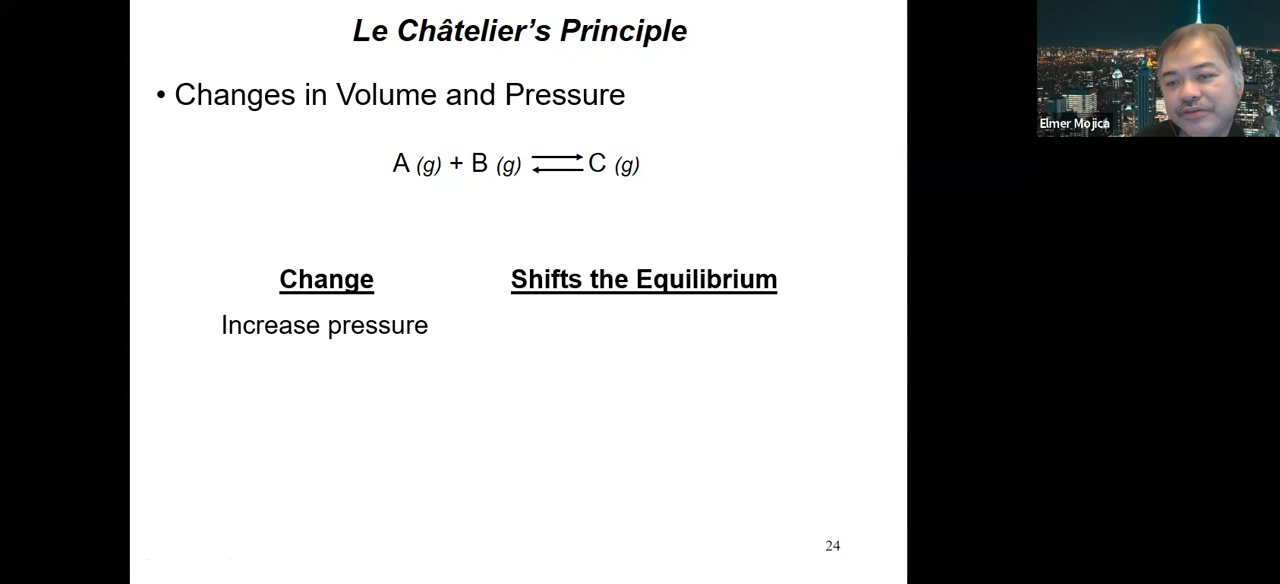 Le Châtelier’s Principle
• Changes in Volume and Pressure
A (g) + B (g) ⇌ C (g)
Change Shifts the Equilibrium
Increase pressure
24
Elmer Mojica